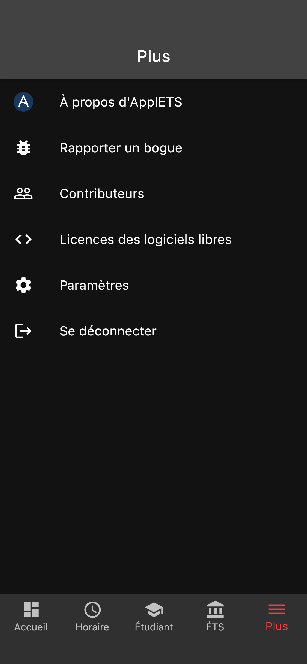 Plus
À propos d'ApplETS
Rapporter un bogue
Contributeurs
Licences des logiciels libres
Paramètres
Se déconnecter
Accueil
Horaire
Étudiant
ÉTS
Plus